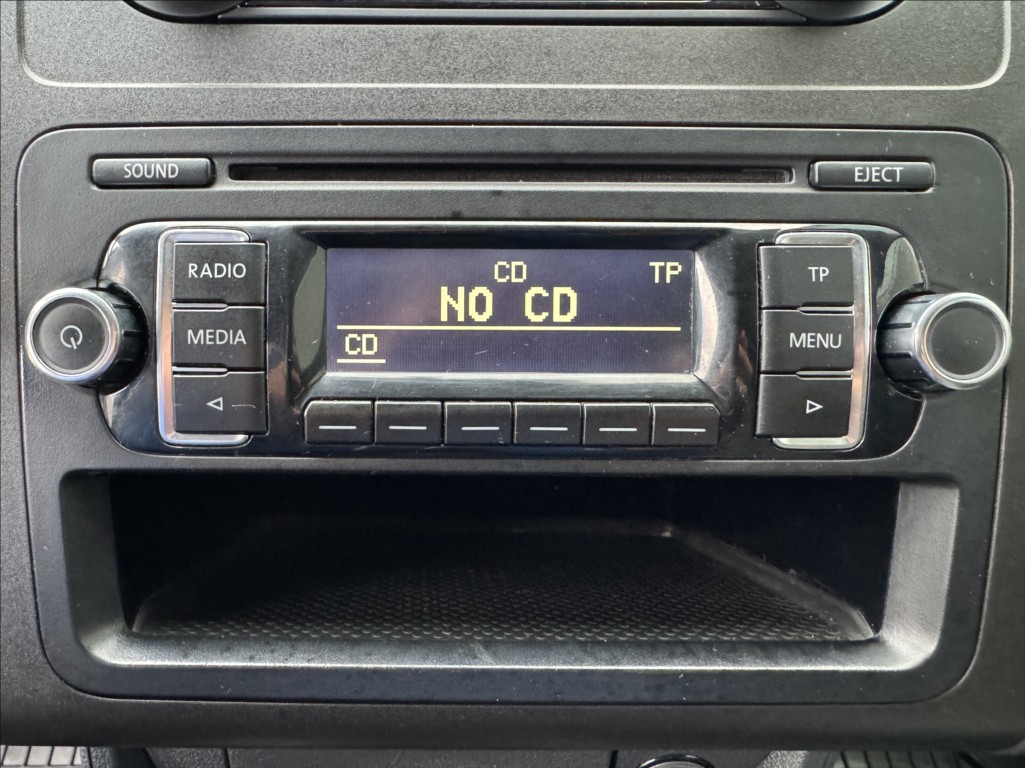 SOUND
EJECT
RADIO
CD
TP
TP
NO CD
MEDIA
CD
MENU